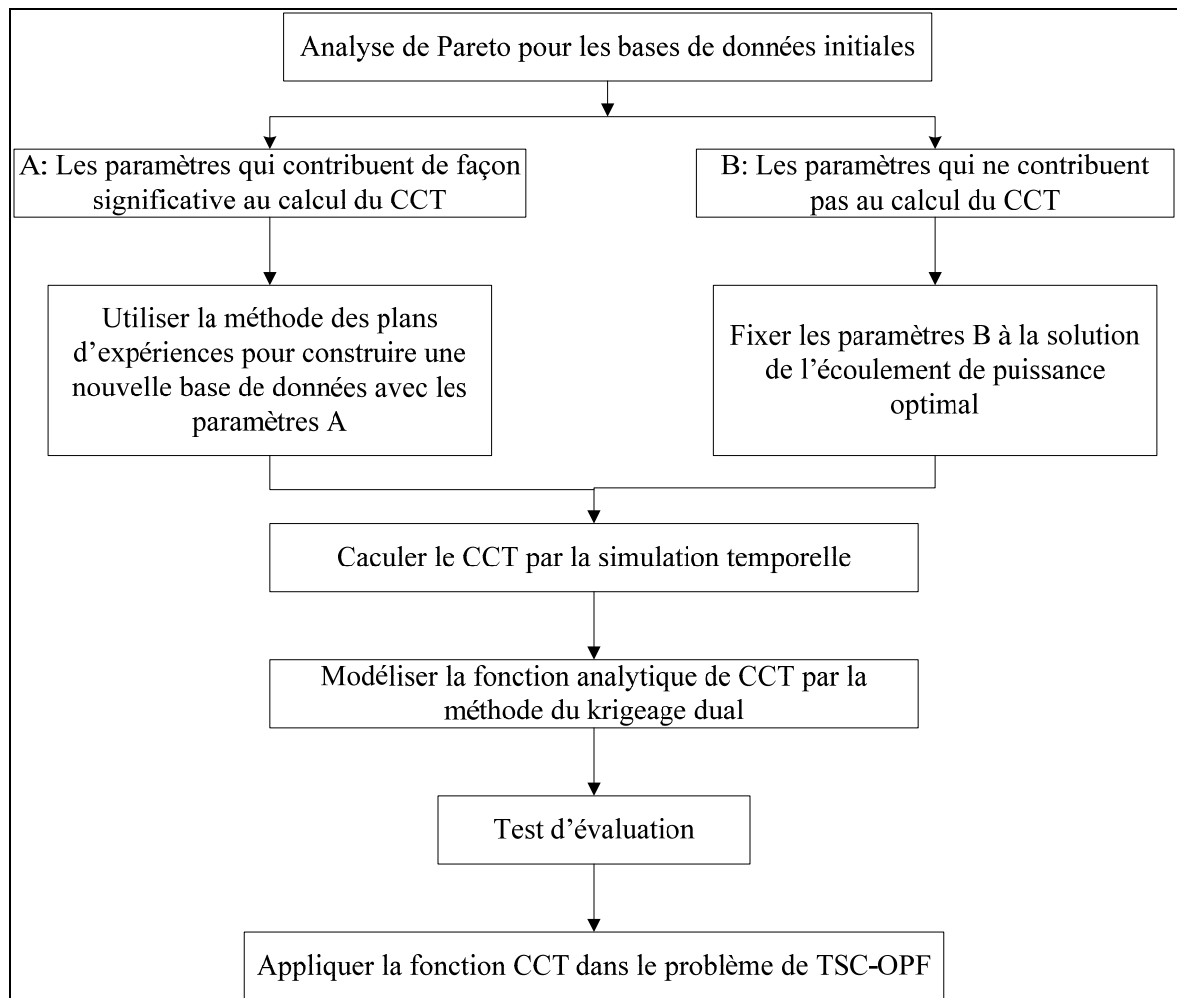 Analyse de Pareto pour les bases de données initiales
A: Les paramètres qui contribuent de façon
significative au calcul du CCT
B: Les paramètres qui ne contribuent
pas au calcul du CCT
Utiliser la méthode des plans
d’expériences pour construire une
nouvelle base de données avec les
paramètres A
Fixer les paramètres B à la solution
de l’écoulement de puissance
optimal
Caculer le CCT par la simulation temporelle
Modéliser la fonction analytique de CCT par la
méthode du krigeage dual
Test d’évaluation
Appliquer la fonction CCT dans le problème de TSC-OPF